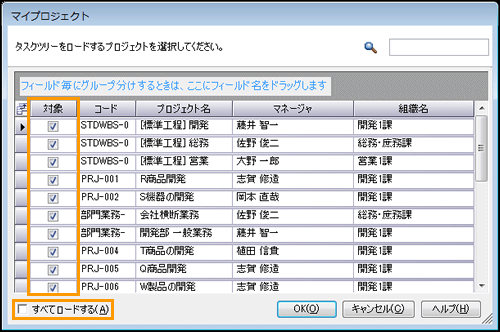 マイプロジェクト
タスクツリーをロードするプロジェクトを選択してください。
フィールド毎にグループ分けするときは、ここにフィールド名をドラッグします
対象 コード プロジェクト名 マネージャ 組織名
STDWBS-0 [標準工程] 開発 藤井 智一 開発1課
STDWBS-0 [標準工程] 総務 佐野 俊二 総務・庶務課
STDWBS-0 [標準工程] 営業 大野 一郎 営業1課
PRJ-001 R商品開発 志賀 修造 開発1課
PRJ-002 S機器の開発 岡本 直哉 開発1課
部門業務- 会社横断業務 佐野 俊二 総務・庶務課
部門業務- 開発部 一般業務 藤井 智一 開発1課
PRJ-004 T商品の開発 植田 信貴 開発1課
PRJ-005 Q商品開発 志賀 修造 開発1課
PRJ-006 W製品の開発 志賀 修造 開発1課
すべてロードする(A) OK(O) キャンセル(C) ヘルプ(H)